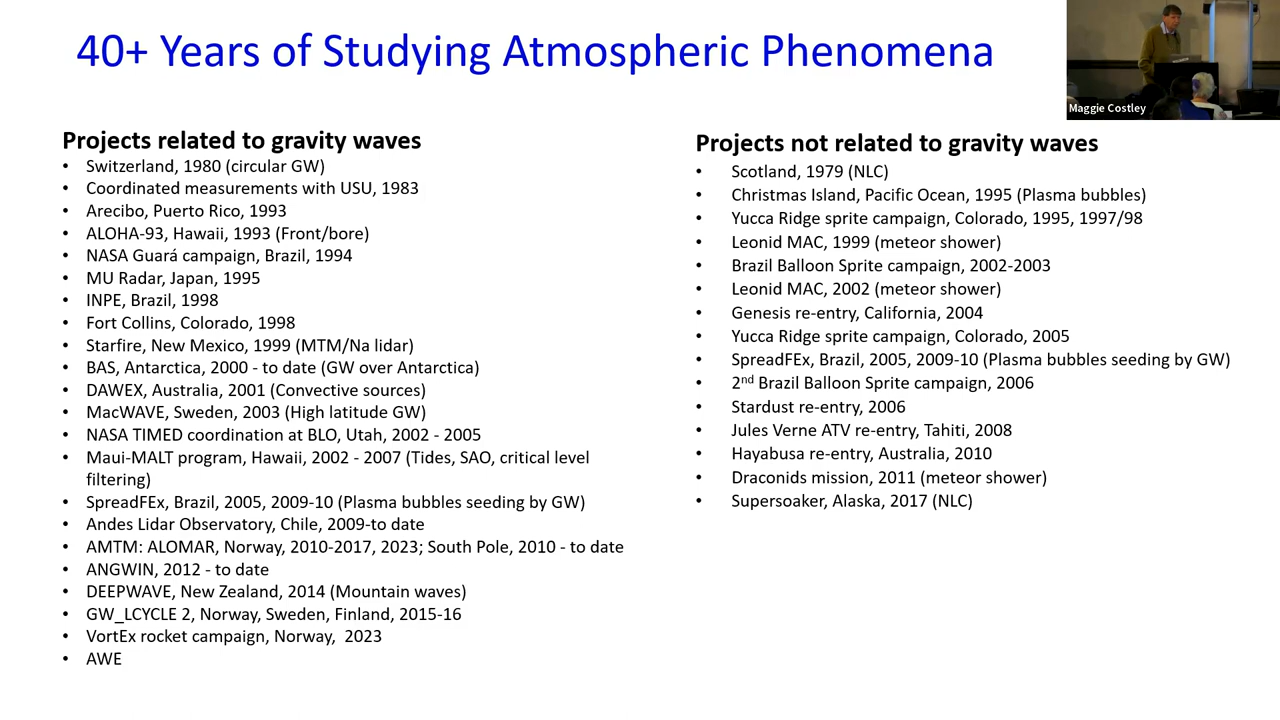 40+ Years of Studying Atmospheric Phenomena
Maggie Costley
Projects related to gravity waves
• Switzerland, 1980 (circular GW)
• Coordinated measurements with USU, 1983
• Arecibo, Puerto Rico, 1993
• ALOHA-93, Hawaii, 1993 (Front/bore)
• NASA Guará campaign, Brazil, 1994
• MU Radar, Japan, 1995
• INPE, Brazil, 1998
• Fort Collins, Colorado, 1998
• Starfire, New Mexico, 1999 (MTM/Na lidar)
• BAS, Antarctica, 2000 - to date (GW over Antarctica)
• DAWEX, Australia, 2001 (Convective sources)
• MacWAVE, Sweden, 2003 (High latitude GW)
• NASA TIMED coordination at BLO, Utah, 2002 - 2005
• Maui-MALT program, Hawaii, 2002 - 2007 (Tides, SAO, critical level
filtering)
• SpreadFEx, Brazil, 2005, 2009-10 (Plasma bubbles seeding by GW)
• Andes Lidar Observatory, Chile, 2009-to date
• AMTM: ALOMAR, Norway, 2010-2017, 2023; South Pole, 2010 - to date
• ANGWIN, 2012 - to date
• DEEPWAVE, New Zealand, 2014 (Mountain waves)
• GW_LCYCLE 2, Norway, Sweden, Finland, 2015-16
• VortEx rocket campaign, Norway, 2023
• AWE
Projects not related to gravity waves
• Scotland, 1979 (NLC)
• Christmas Island, Pacific Ocean, 1995 (Plasma bubbles)
• Yucca Ridge sprite campaign, Colorado, 1995, 1997/98
• Leonid MAC, 1999 (meteor shower)
• Brazil Balloon Sprite campaign, 2002-2003
• Leonid MAC, 2002 (meteor shower)
• Genesis re-entry, California, 2004
• Yucca Ridge sprite campaign, Colorado, 2005
• SpreadFEx, Brazil, 2005, 2009-10 (Plasma bubbles seeding by GW)
• 2nd Brazil Balloon Sprite campaign, 2006
• Stardust re-entry, 2006
• Jules Verne ATV re-entry, Tahiti, 2008
• Hayabusa re-entry, Australia, 2010
• Draconids mission, 2011 (meteor shower)
• Supersoaker, Alaska, 2017 (NLC)